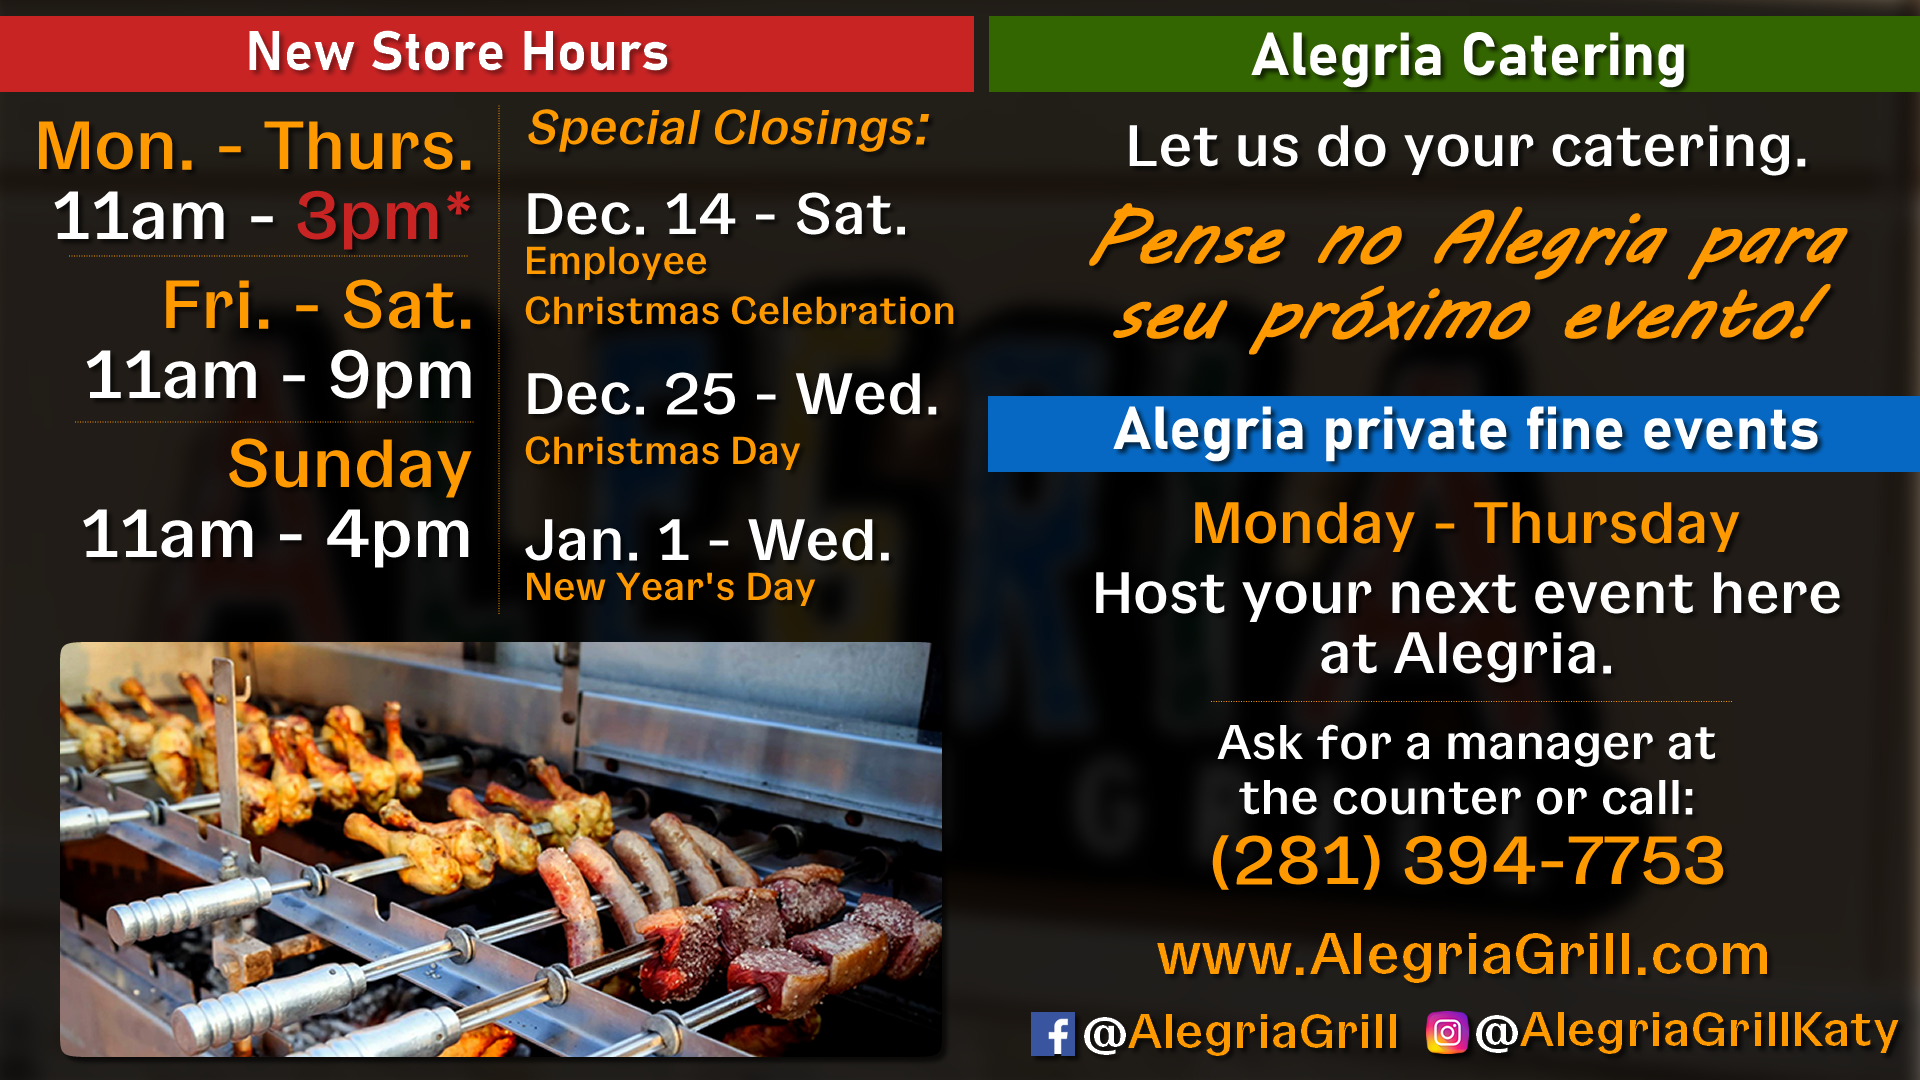 New Store Hours
Mon. - Thurs.
11am - 3pm*
Fri. - Sat.
11am - 9pm
Sunday
11am - 4pm
Special Closings:
Dec. 14 - Sat.
Employee
Christmas Celebration
Dec. 25 - Wed.
Christmas Day
Jan. 1 - Wed.
New Year's Day
Alegria Catering
Let us do your catering.
Pense no Alegria para
seu próximo evento!
Alegria private fine events
Monday - Thursday
Host your next event here
at Alegria.
Ask for a manager at
the counter or call:
(281) 394-7753
www.AlegriaGrill.com
@AlegriaGrill
@AlegriaGrillKaty